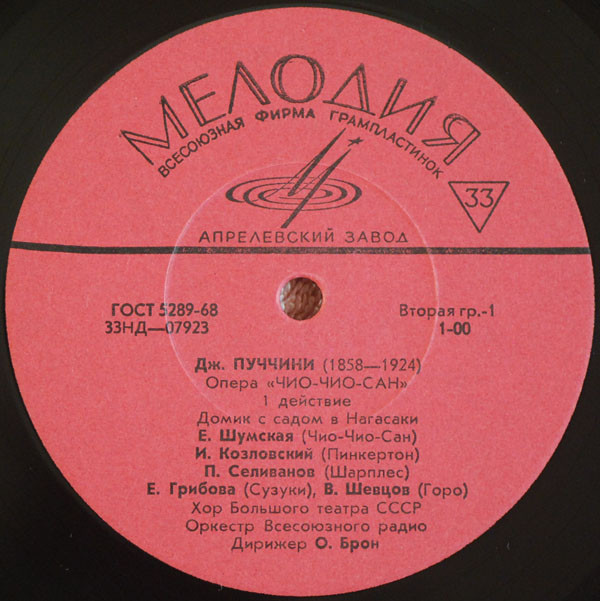 МЕЛОДИЯ
ВСЕСОЮЗНАЯ ФИРМА ГРАМПЛАСТИНОК
33
АПРЕЛЕВСКИЙ ЗАВОД
ГОСТ 5289-68
33НД—07923
Вторая гр.-1
1-00
Дж. ПУЧЧИНИ (1858—1924)
Опера «ЧИО-ЧИО-САН»
1 действие
Домик с садом в Нагасаки
Е. Шумская (Чио-Чио-Сан)
И. Козловский (Пинкертон)
П. Селиванов (Шарплес)
Е. Грибова (Сузуки), В. Шевцов (Горо)
Хор Большого театра СССР
Оркестр Всесоюзного радио
Дирижер О. Брон